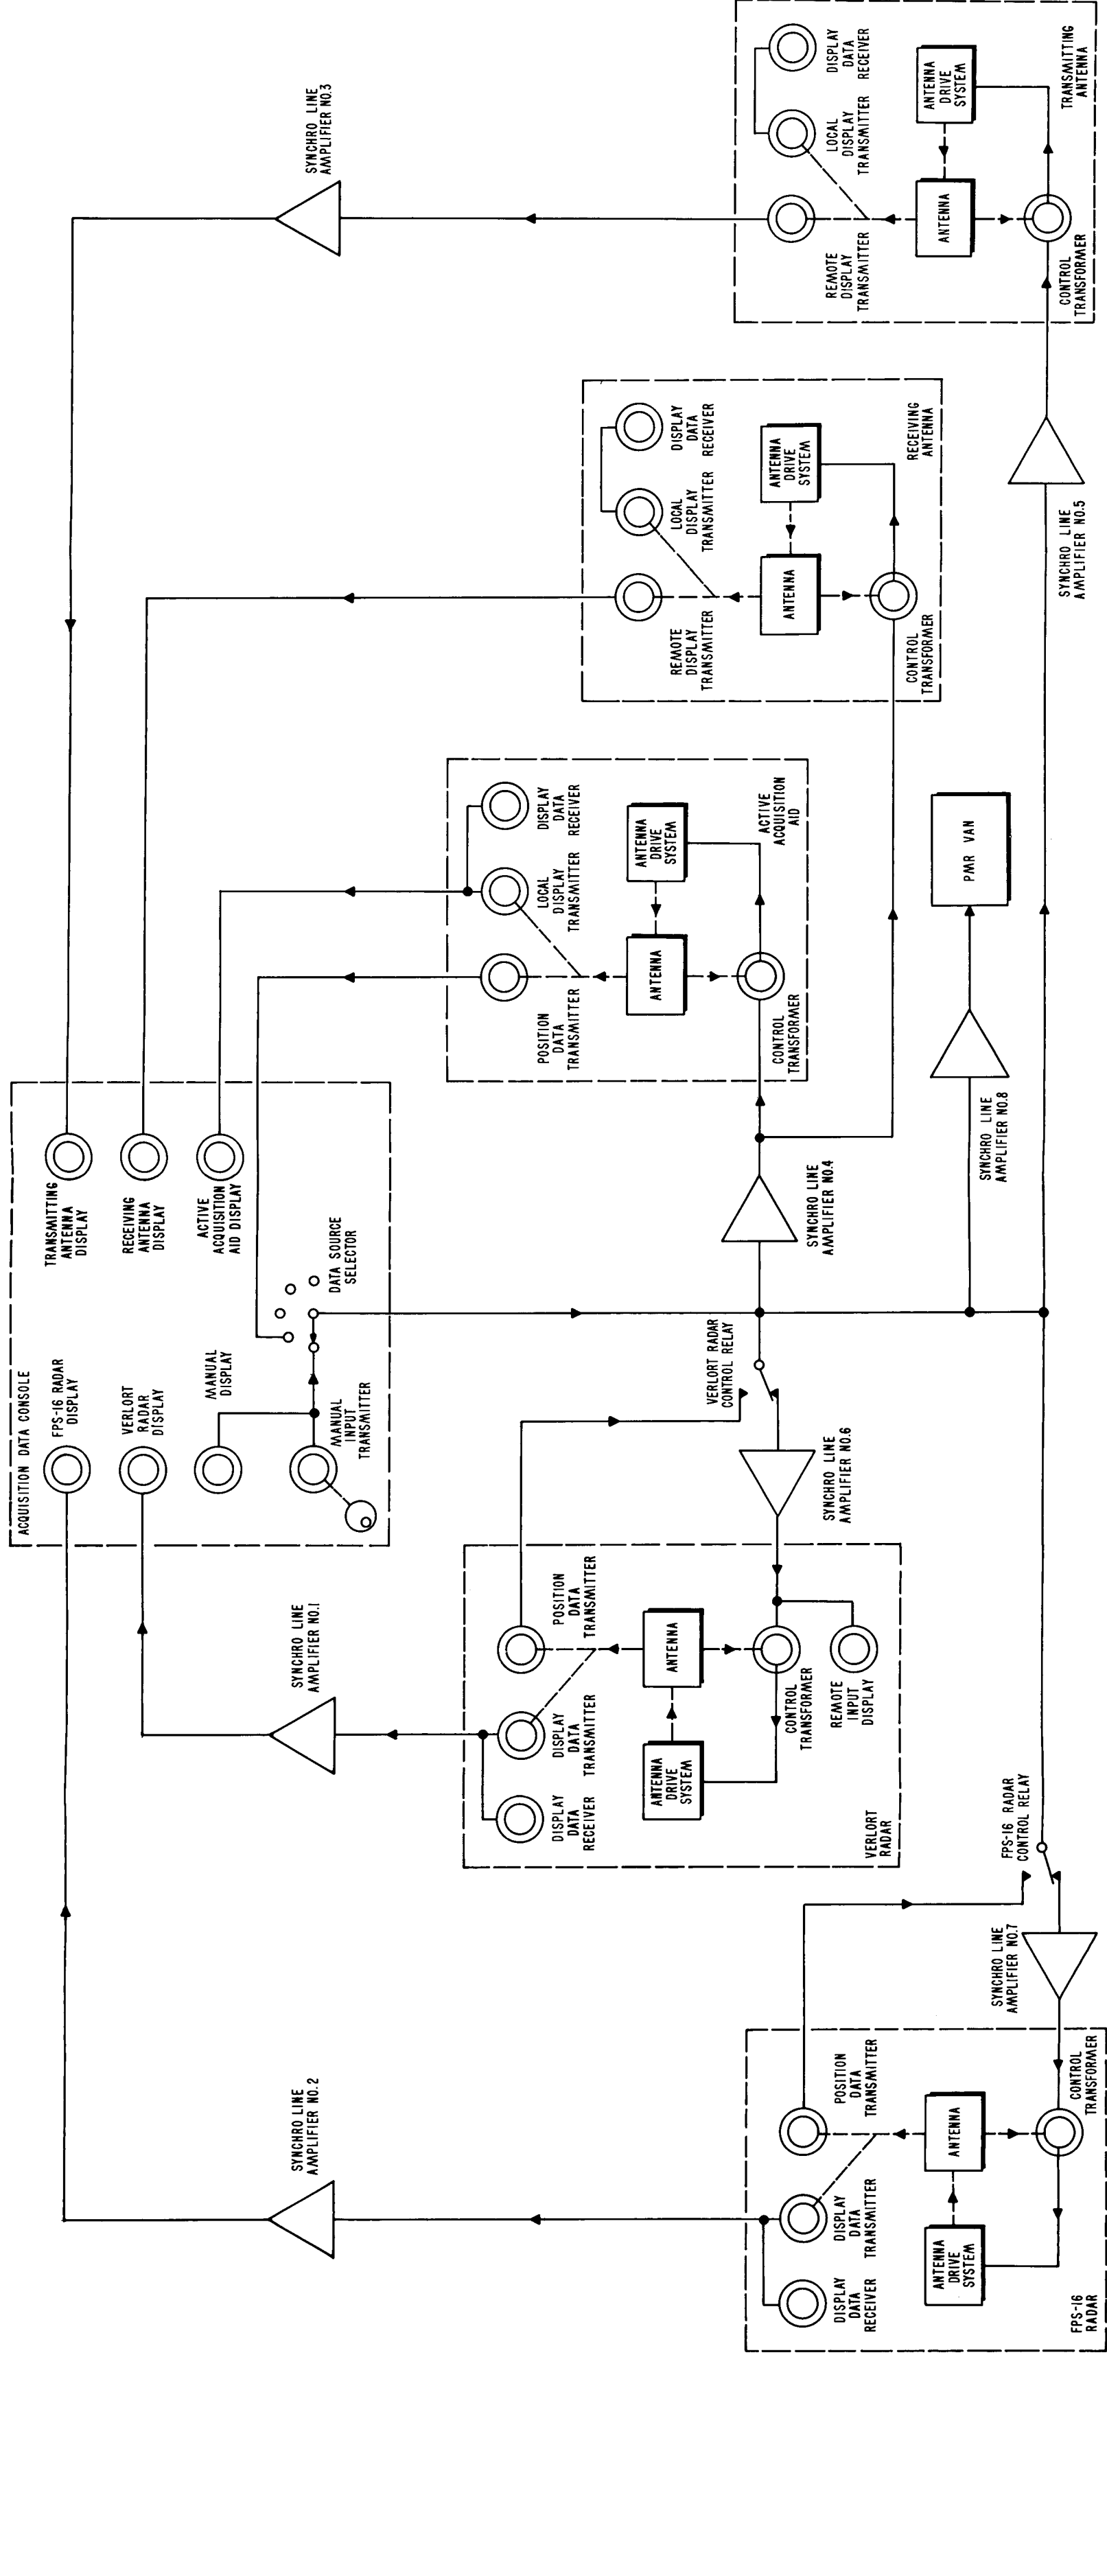 ACQUISITION DATA CONSOLE
FPS-16 RADAR
DISPLAY
VERLORT
RADAR
DISPLAY
MANUAL
DISPLAY
MANUAL
INPUT
TRANSMITTER
TRANSMITTING
ANTENNA
DISPLAY
RECEIVING
ANTENNA
DISPLAY
ACTIVE
ACQUISITION
AID DISPLAY
DATA SOURCE
SELECTOR
SYNCHRO LINE
AMPLIFIER NO.2
SYNCHRO LINE
AMPLIFIER NO.1
SYNCHRO LINE
AMPLIFIER NO.3
DISPLAY
DATA
RECEIVER
DISPLAY
DATA
TRANSMITTER
POSITION
DATA
TRANSMITTER
ANTENNA
DRIVE
SYSTEM
ANTENNA
CONTROL
TRANSFORMER
FPS-16
RADAR
SYNCHRO LINE
AMPLIFIER NO.7
FPS-16 RADAR
CONTROL RELAY
DISPLAY
DATA
RECEIVER
DISPLAY
DATA
TRANSMITTER
POSITION
DATA
TRANSMITTER
ANTENNA
DRIVE
SYSTEM
ANTENNA
CONTROL
TRANSFORMER
REMOTE
INPUT
DISPLAY
VERLORT
RADAR
SYNCHRO LINE
AMPLIFIER NO.6
VERLORT RADAR
CONTROL RELAY
SYNCHRO LINE
AMPLIFIER NO.4
POSITION
DATA
TRANSMITTER
LOCAL
DISPLAY
TRANSMITTER
DISPLAY
DATA
RECEIVER
ANTENNA
ANTENNA
DRIVE
SYSTEM
CONTROL
TRANSFORMER
ACTIVE
ACQUISITION
AID
SYNCHRO LINE
AMPLIFIER NO.8
PMR VAN
REMOTE
DISPLAY
TRANSMITTER
LOCAL
DISPLAY
TRANSMITTER
DISPLAY
DATA
RECEIVER
ANTENNA
ANTENNA
DRIVE
SYSTEM
CONTROL
TRANSFORMER
RECEIVING
ANTENNA
SYNCHRO LINE
AMPLIFIER NO.5
REMOTE
DISPLAY
TRANSMITTER
LOCAL
DISPLAY
TRANSMITTER
DISPLAY
DATA
RECEIVER
ANTENNA
ANTENNA
DRIVE
SYSTEM
CONTROL
TRANSFORMER
TRANSMITTING
ANTENNA